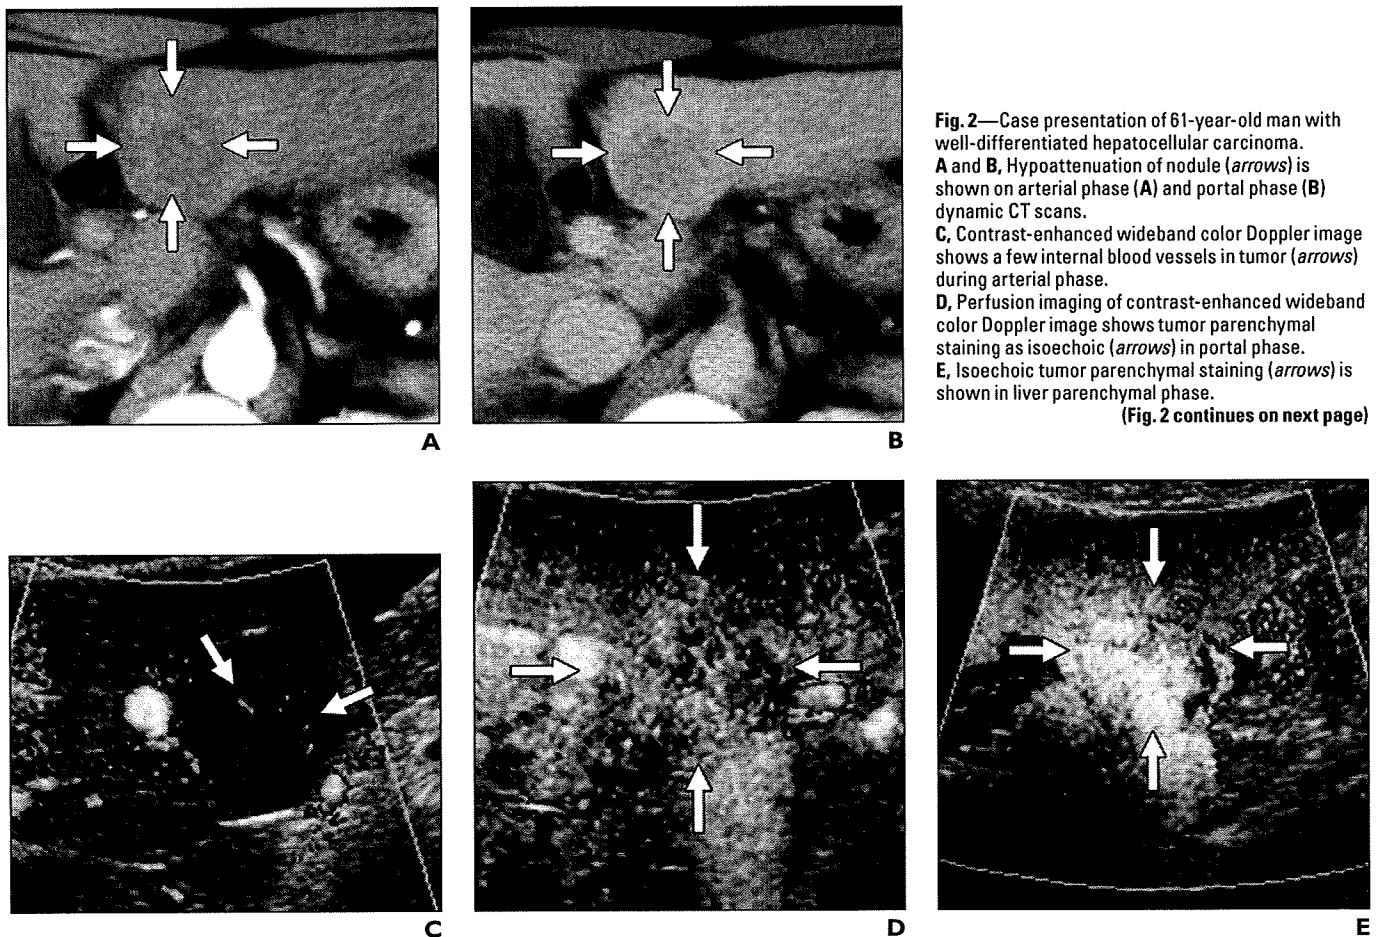 Fig. 2—Case presentation of 61-year-old man with
well-differentiated hepatocellular carcinoma.
A and B, Hypoattenuation of nodule (arrows) is
shown on arterial phase (A) and portal phase (B)
dynamic CT scans.
C, Contrast-enhanced wideband color Doppler image
shows a few internal blood vessels in tumor (arrows)
during arterial phase.
D, Perfusion imaging of contrast-enhanced wideband
color Doppler image shows tumor parenchymal
staining as isoechoic (arrows) in portal phase.
E, Isoechoic tumor parenchymal staining (arrows) is
shown in liver parenchymal phase.
(Fig. 2 continues on next page)
A
B
C
D
E